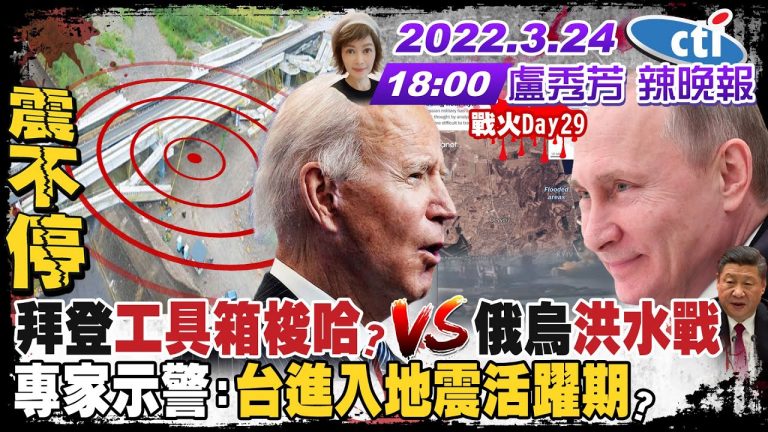 2022.3.24
cti
18:00 盧秀芳 辣晚報
戰火Day29
Flooded areas
震不停
拜登工具箱梭哈? VS 俄烏洪水戰
專家示警:台進入地震活躍期?